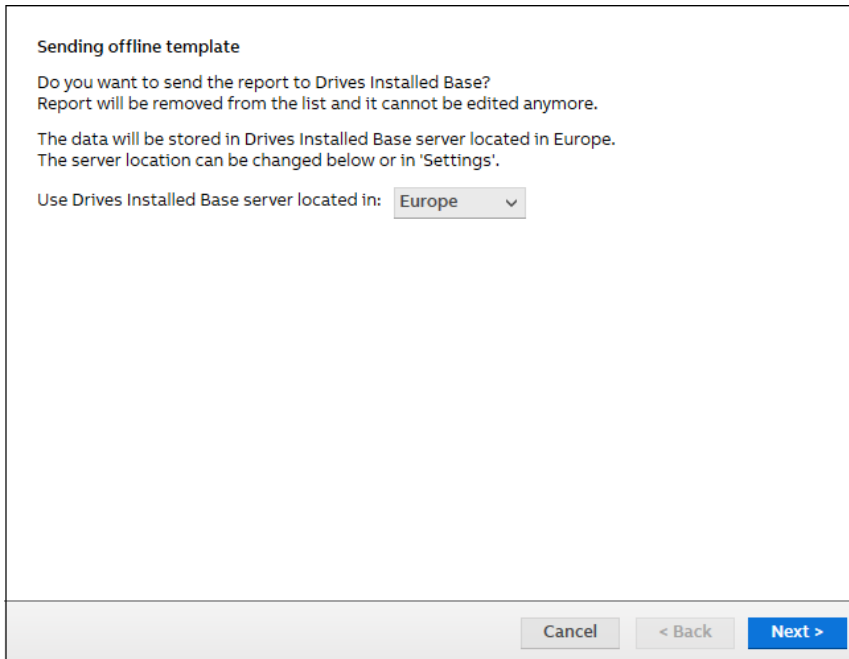 Sending offline template
Do you want to send the report to Drives Installed Base?
Report will be removed from the list and it cannot be edited anymore.
The data will be stored in Drives Installed Base server located in Europe.
The server location can be changed below or in 'Settings'.
Use Drives Installed Base server located in: Europe
Cancel < Back Next >